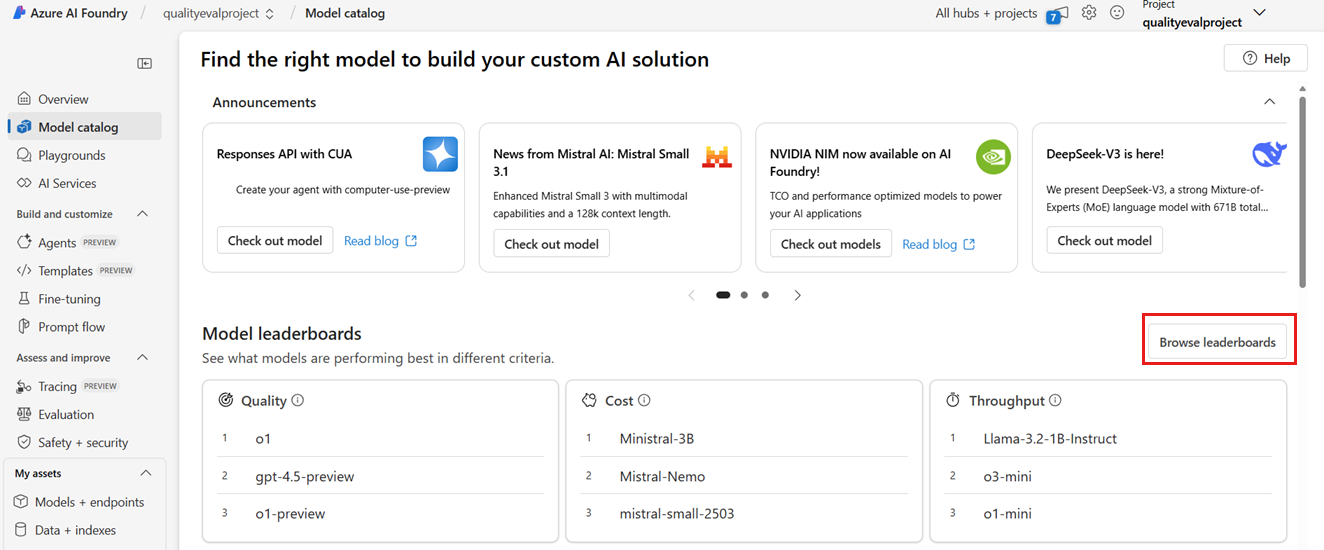 Azure AI Foundry / qualityevalproject / Model catalog
All hubs + projects 7
Project
qualityevalproject
Find the right model to build your custom AI solution
Help
Overview
Model catalog
Playgrounds
AI Services
Build and customize
Agents PREVIEW
Templates PREVIEW
Fine-tuning
Prompt flow
Assess and improve
Tracing PREVIEW
Evaluation
Safety + security
My assets
Models + endpoints
Data + indexes
Announcements
Responses API with CUA
Create your agent with computer-use-preview
Check out model Read blog
News from Mistral AI: Mistral Small
3.1
Enhanced Mistral Small 3 with multimodal
capabilities and a 128k context length.
Check out model
NVIDIA NIM now available on AI
Foundry!
TCO and performance optimized models to power
your AI applications
Check out models Read blog
DeepSeek-V3 is here!
We present DeepSeek-V3, a strong Mixture-of-
Experts (MoE) language model with 671B total...
Check out model
Model leaderboards
See what models are performing best in different criteria.
Browse leaderboards
Quality
1 o1
2 gpt-4.5-preview
3 o1-preview
Cost
1 Ministral-3B
2 Mistral-Nemo
3 mistral-small-2503
Throughput
1 Llama-3.2-1B-Instruct
2 o3-mini
3 o1-mini